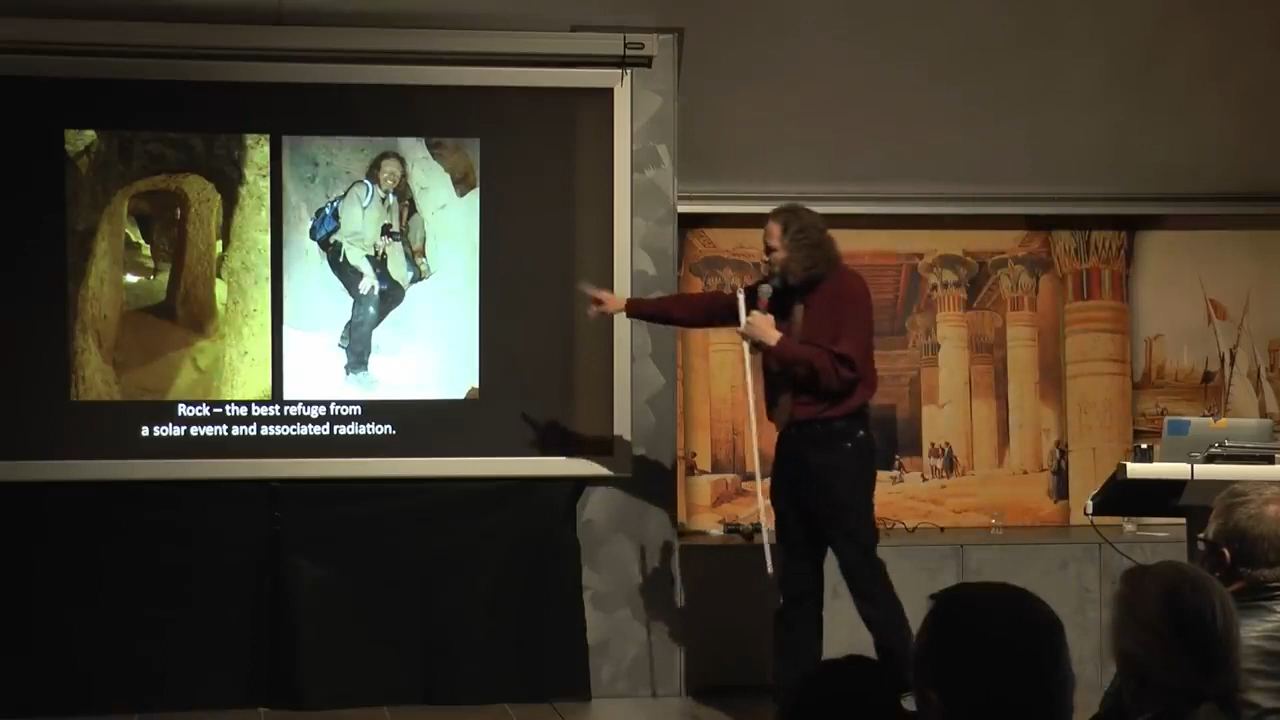 Rock – the best refuge from
a solar event and associated radiation.